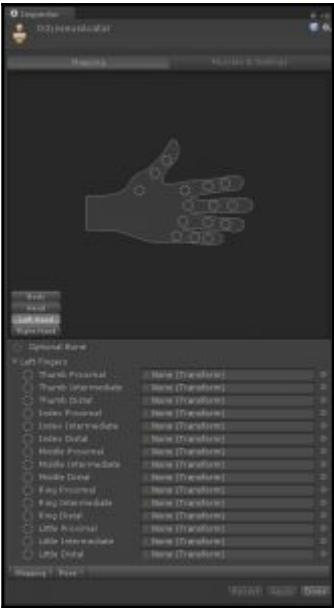 Inspector
Mapping
Muscles & Settings
Body
Head
Left Hand
Right Hand
Optional Bone
Left Fingers
Thumb Proximal None (Transform)
Thumb Intermediate None (Transform)
Thumb Distal None (Transform)
Index Proximal None (Transform)
Index Intermediate None (Transform)
Index Distal None (Transform)
Middle Proximal None (Transform)
Middle Intermediate None (Transform)
Middle Distal None (Transform)
Ring Proximal None (Transform)
Ring Intermediate None (Transform)
Ring Distal None (Transform)
Little Proximal None (Transform)
Little Intermediate None (Transform)
Little Distal None (Transform)
Mapping Pose
Revert Apply Done